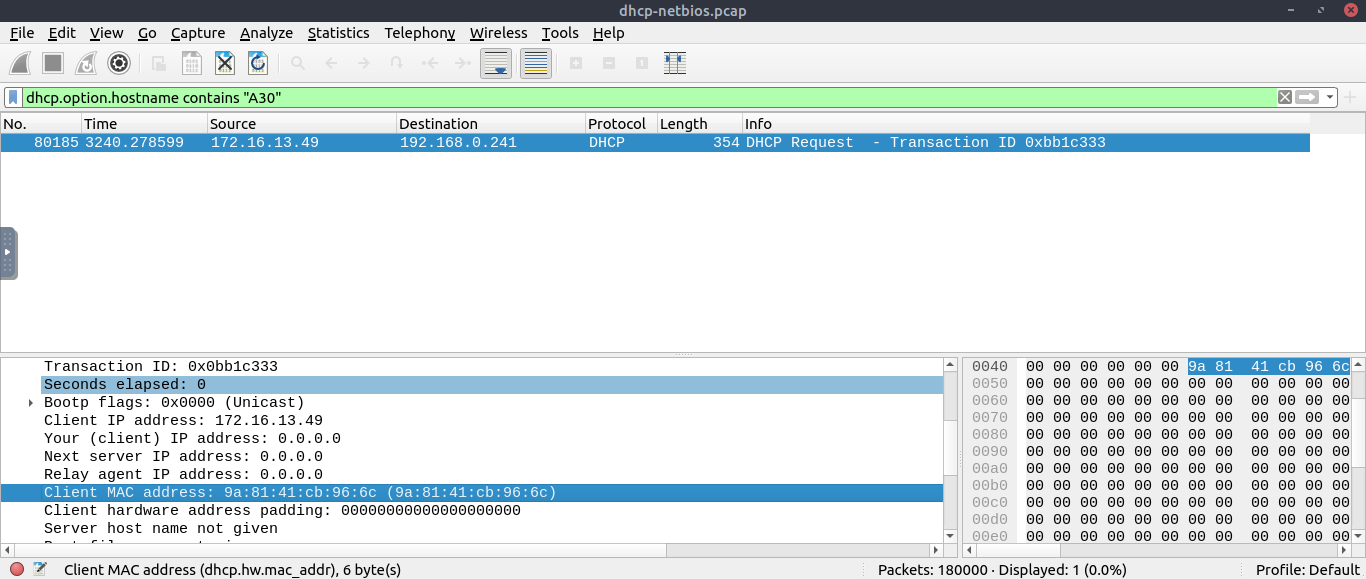 dhcp-netbios.pcap
File Edit View Go Capture Analyze Statistics Telephony Wireless Tools Help
dhcp.option.hostname contains "A30"
No. Time Source Destination Protocol Length Info
80185 3240.278599 172.16.13.49 192.168.0.241 DHCP 354 DHCP Request - Transaction ID 0xbb1c333
Transaction ID: 0x0bb1c333
Seconds elapsed: 0
Bootp flags: 0x0000 (Unicast)
Client IP address: 172.16.13.49
Your (client) IP address: 0.0.0.0
Next server IP address: 0.0.0.0
Relay agent IP address: 0.0.0.0
Client MAC address: 9a:81:41:cb:96:6c (9a:81:41:cb:96:6c)
Client hardware address padding: 00000000000000000000
Server host name not given
0040 00 00 00 00 00 00 9a 81 41 cb 96 6c
0050 00 00 00 00 00 00 00 00 00 00 00 00
0060 00 00 00 00 00 00 00 00 00 00 00 00
0070 00 00 00 00 00 00 00 00 00 00 00 00
0080 00 00 00 00 00 00 00 00 00 00 00 00
0090 00 00 00 00 00 00 00 00 00 00 00 00
00a0 00 00 00 00 00 00 00 00 00 00 00 00
00b0 00 00 00 00 00 00 00 00 00 00 00 00
00c0 00 00 00 00 00 00 00 00 00 00 00 00
00d0 00 00 00 00 00 00 00 00 00 00 00 00
00e0 00 00 00 00 00 00 00 00 00 00 00 00
Client MAC address (dhcp.hw.mac_addr), 6 byte(s)
Packets: 180000 · Displayed: 1 (0.0%)
Profile: Default